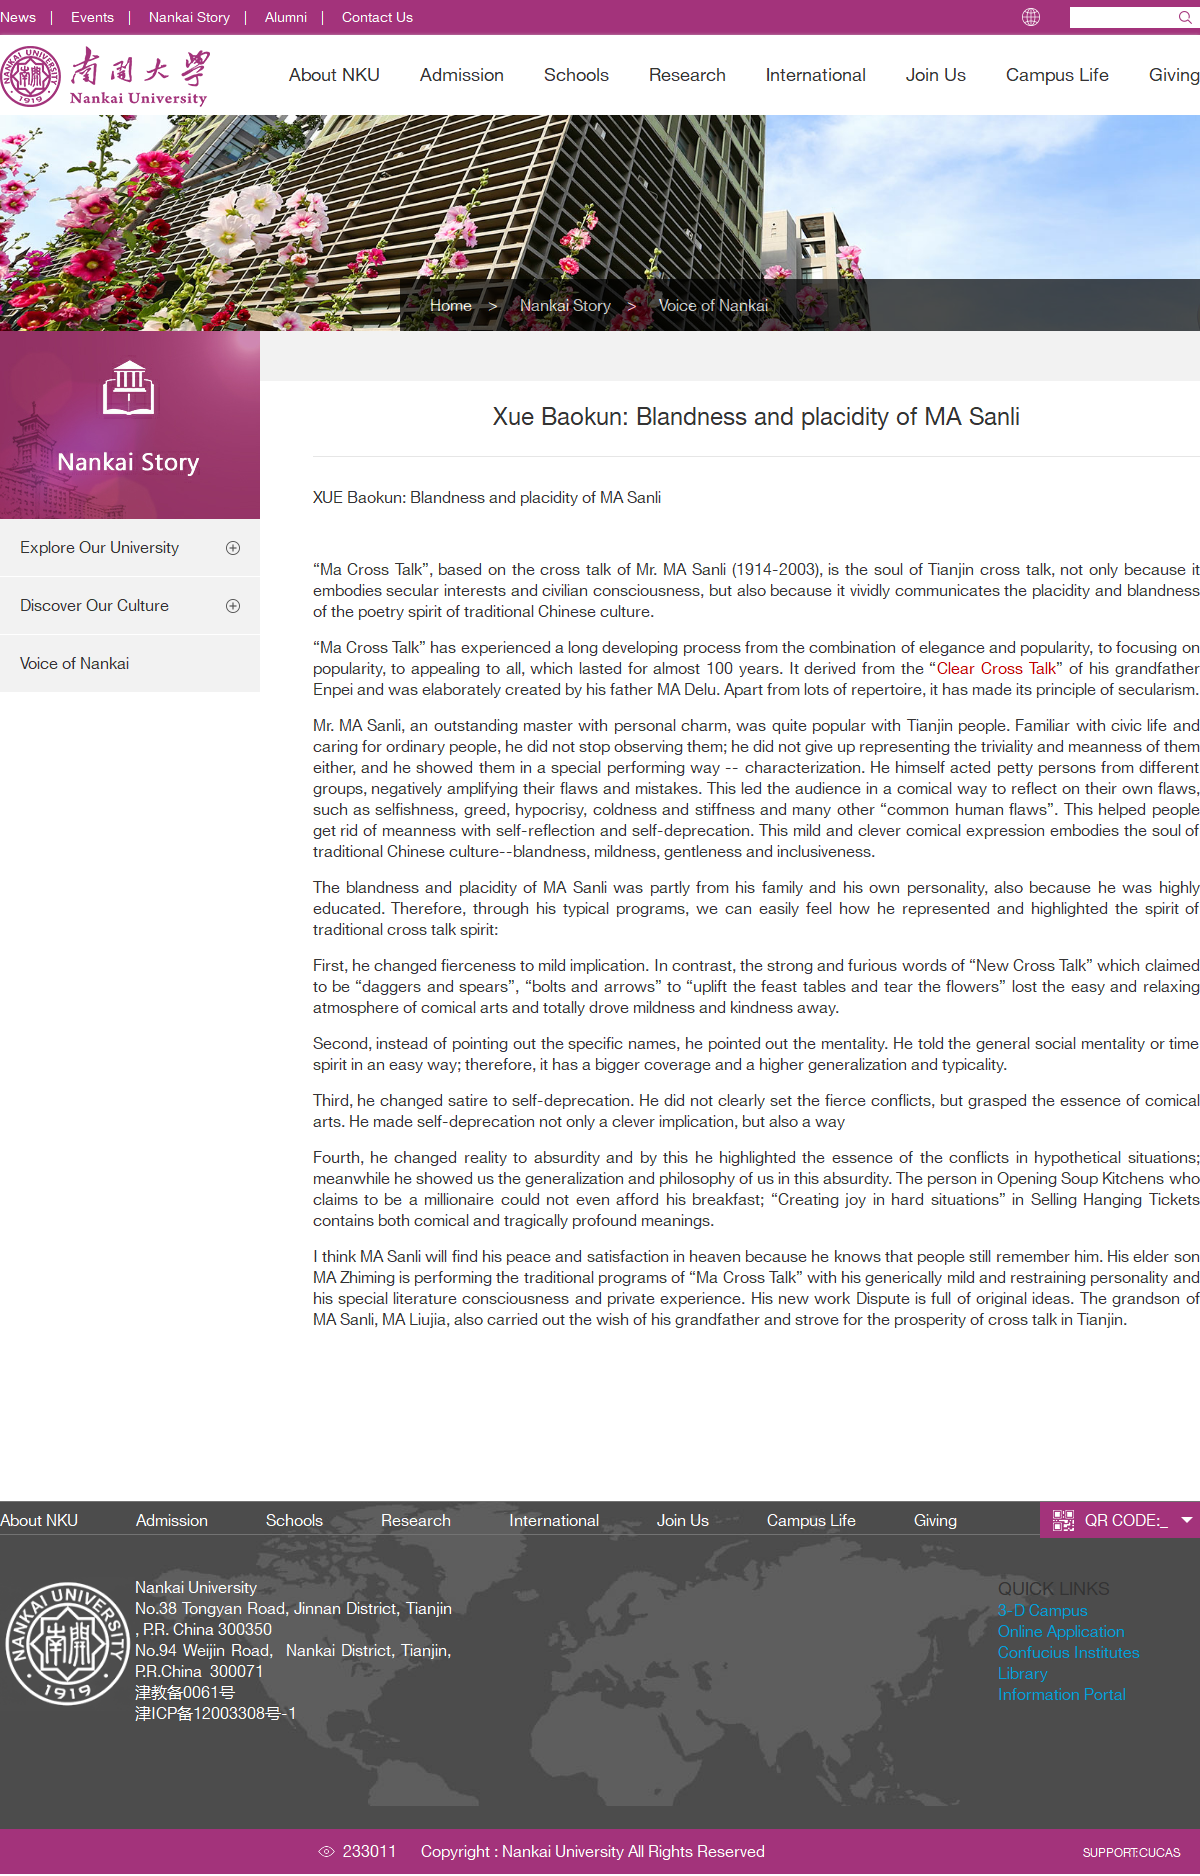 News | Events | Nankai Story | Alumni | Contact Us
NANKAI UNIVERSITY
1919
南開大學
Nankai University
About NKU Admission Schools Research International Join Us Campus Life Giving
Home > Nankai Story > Voice of Nankai
Nankai Story
Explore Our University
Discover Our Culture
Voice of Nankai
Xue Baokun: Blandness and placidity of MA Sanli
XUE Baokun: Blandness and placidity of MA Sanli
“Ma Cross Talk”, based on the cross talk of Mr. MA Sanli (1914-2003), is the soul of Tianjin cross talk, not only because it
embodies secular interests and civilian consciousness, but also because it vividly communicates the placidity and blandness
of the poetry spirit of traditional Chinese culture.
“Ma Cross Talk” has experienced a long developing process from the combination of elegance and popularity, to focusing on
popularity, to appealing to all, which lasted for almost 100 years. It derived from the “Clear Cross Talk” of his grandfather
Enpei and was elaborately created by his father MA Delu. Apart from lots of repertoire, it has made its principle of secularism.
Mr. MA Sanli, an outstanding master with personal charm, was quite popular with Tianjin people. Familiar with civic life and
caring for ordinary people, he did not stop observing them; he did not give up representing the triviality and meanness of them
either, and he showed them in a special performing way -- characterization. He himself acted petty persons from different
groups, negatively amplifying their flaws and mistakes. This led the audience in a comical way to reflect on their own flaws,
such as selfishness, greed, hypocrisy, coldness and stiffness and many other “common human flaws”. This helped people
get rid of meanness with self-reflection and self-deprecation. This mild and clever comical expression embodies the soul of
traditional Chinese culture--blandness, mildness, gentleness and inclusiveness.
The blandness and placidity of MA Sanli was partly from his family and his own personality, also because he was highly
educated. Therefore, through his typical programs, we can easily feel how he represented and highlighted the spirit of
traditional cross talk spirit:
First, he changed fierceness to mild implication. In contrast, the strong and furious words of “New Cross Talk” which claimed
to be “daggers and spears”, “bolts and arrows” to “uplift the feast tables and tear the flowers” lost the easy and relaxing
atmosphere of comical arts and totally drove mildness and kindness away.
Second, instead of pointing out the specific names, he pointed out the mentality. He told the general social mentality or time
spirit in an easy way; therefore, it has a bigger coverage and a higher generalization and typicality.
Third, he changed satire to self-deprecation. He did not clearly set the fierce conflicts, but grasped the essence of comical
arts. He made self-deprecation not only a clever implication, but also a way
Fourth, he changed reality to absurdity and by this he highlighted the essence of the conflicts in hypothetical situations;
meanwhile he showed us the generalization and philosophy of us in this absurdity. The person in Opening Soup Kitchens who
claims to be a millionaire could not even afford his breakfast; “Creating joy in hard situations” in Selling Hanging Tickets
contains both comical and tragically profound meanings.
I think MA Sanli will find his peace and satisfaction in heaven because he knows that people still remember him. His elder son
MA Zhiming is performing the traditional programs of “Ma Cross Talk” with his generically mild and restraining personality and
his special literature consciousness and private experience. His new work Dispute is full of original ideas. The grandson of
MA Sanli, MA Liujia, also carried out the wish of his grandfather and strove for the prosperity of cross talk in Tianjin.
About NKU Admission Schools Research International Join Us Campus Life Giving
QR CODE:_
NANKAI UNIVERSITY
南開
1919
Nankai University
No.38 Tongyan Road, Jinnan District, Tianjin
, P.R. China 300350
No.94 Weijin Road, Nankai District, Tianjin,
P.R.China 300071
津教备0061号
津ICP备12003308号-1
QUICK LINKS
3-D Campus
Online Application
Confucius Institutes
Library
Information Portal
233011 Copyright : Nankai University All Rights Reserved
SUPPORT:CUCAS